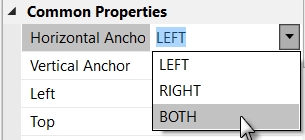 Common Properties
Horizontal Ancho LEFT
Vertical Anchor LEFT
Left RIGHT
Top BOTH